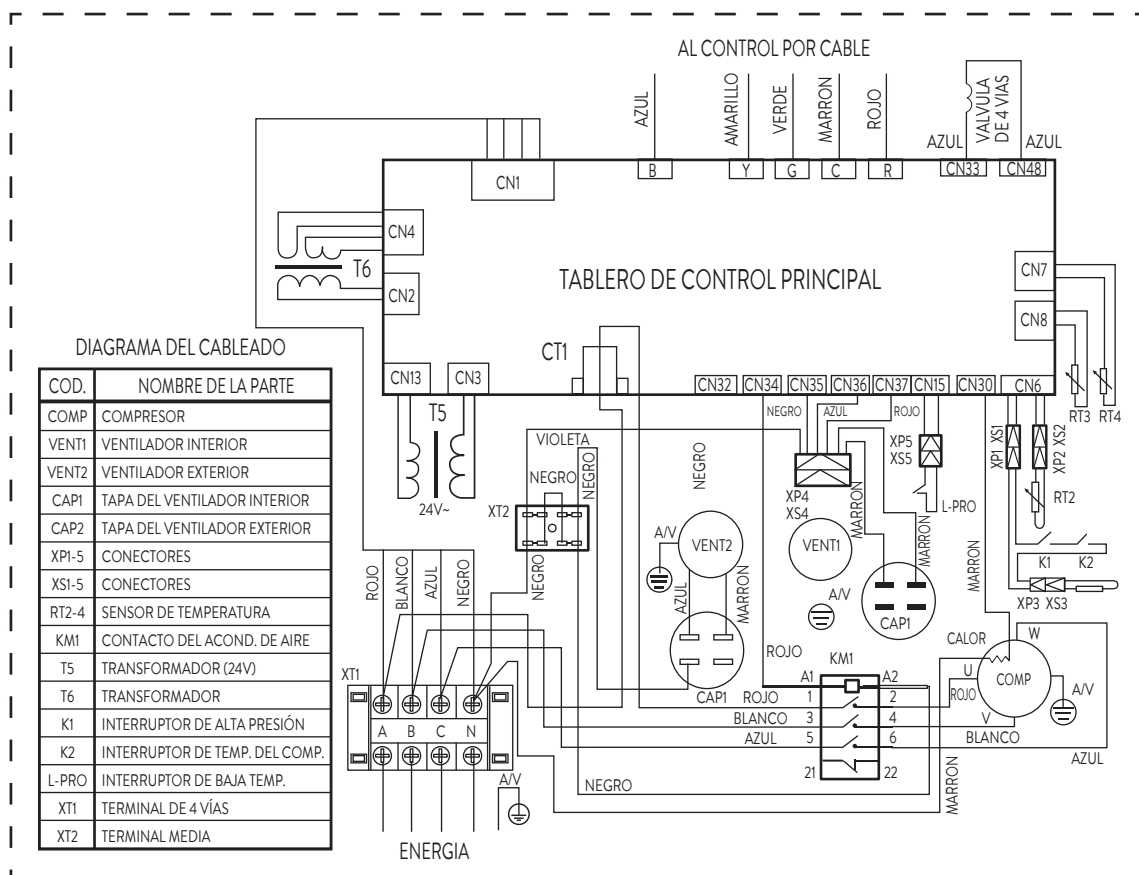 AL CONTROL POR CABLE
AZUL
AMARILLO
VERDE
MARRON
ROJO
VALVULA
DE 4 VIAS
AZUL
AZUL
CN1
B
Y
G
C
R
CN33
CN48
CN4
T6
CN2
TABLERO DE CONTROL PRINCIPAL
CN7
CN8
CT1
CN13
CN3
CN32
CN34
CN35
CN36
CN37
CN15
CN30
CN6
T5
24V~
NEGRO
AZUL
ROJO
RT3
RT4
XP5
XS5
XP1 XS1
XP2 XS2
RT2
L-PRO
VIOLETA
NEGRO
NEGRO
NEGRO
XT2
XP4
XS4
MARRON
MARRON
MARRON
K1
K2
XP3 XS3
A/V
VENT2
VENT1
A/V
CAP1
AZUL
MARRON
CAP1
ROJO
BLANCO
AZUL
NEGRO
NEGRO
XT1
A
B
C
N
A/V
ENERGIA
ROJO
KM1
A1
A2
ROJO
1
2
BLANCO
3
4
AZUL
5
6
21
22
NEGRO
CALOR
U
ROJO
W
COMP
V
A/V
BLANCO
AZUL
MARRON
DIAGRAMA DEL CABLEADO
COD. NOMBRE DE LA PARTE
COMP COMPRESOR
VENT1 VENTILADOR INTERIOR
VENT2 VENTILADOR EXTERIOR
CAP1 TAPA DEL VENTILADOR INTERIOR
CAP2 TAPA DEL VENTILADOR EXTERIOR
XP1-5 CONECTORES
XS1-5 CONECTORES
RT2-4 SENSOR DE TEMPERATURA
KM1 CONTACTO DEL ACOND. DE AIRE
T5 TRANSFORMADOR (24V)
T6 TRANSFORMADOR
K1 INTERRUPTOR DE ALTA PRESIÓN
K2 INTERRUPTOR DE TEMP. DEL COMP.
L-PRO INTERRUPTOR DE BAJA TEMP.
XT1 TERMINAL DE 4 VÍAS
XT2 TERMINAL MEDIA